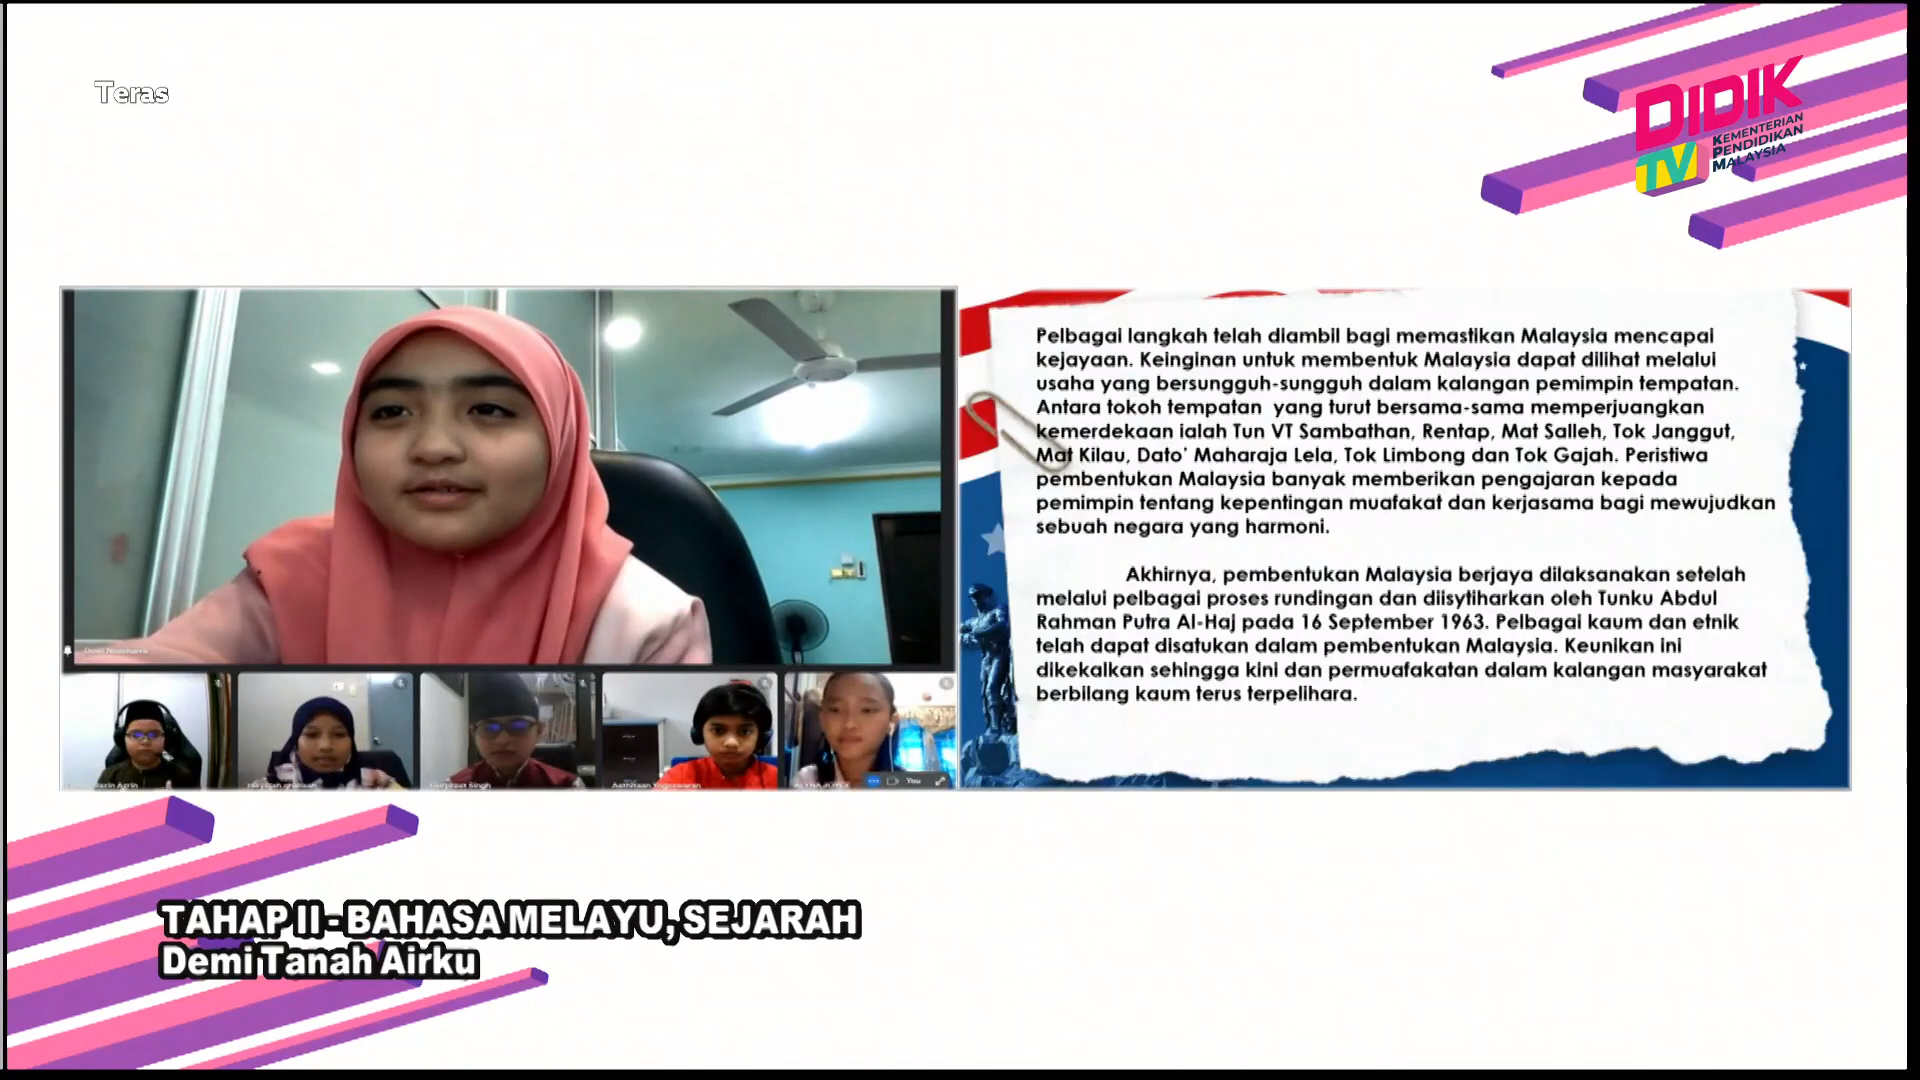 Teras
DIDIK
TV
KEMENTERIAN
PENDIDIKAN
MALAYSIA
Pelbagai langkah telah diambil bagi memastikan Malaysia mencapai
kejayaan. Keinginan untuk membentuk Malaysia dapat dilihat melalui
usaha yang bersungguh-sungguh dalam kalangan pemimpin tempatan.
Antara tokoh tempatan yang turut bersama-sama memperjuangkan
kemerdekaan ialah Tun VT Sambathan, Rentap, Mat Salleh, Tok Janggut,
Mat Kilau, Dato' Maharaja Lela, Tok Limbong dan Tok Gajah. Peristiwa
pembentukan Malaysia banyak memberikan pengajaran kepada
pemimpin tentang kepentingan muafakat dan kerjasama bagi mewujudkan
sebuah negara yang harmoni.
Akhirnya, pembentukan Malaysia berjaya dilaksanakan setelah
melalui pelbagai proses rundingan dan diisytiharkan oleh Tunku Abdul
Rahman Putra Al-Haj pada 16 September 1963. Pelbagai kaum dan etnik
telah dapat disatukan dalam pembentukan Malaysia. Keunikan ini
dikekalkan sehingga kini dan permuafakatan dalam kalangan masyarakat
berbilang kaum terus terpelihara.
You
TAHAP II - BAHASA MELAYU, SEJARAH
Demi Tanah Airku